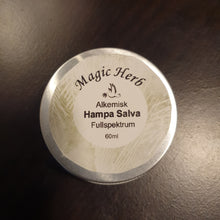 Magic Herb
Alkemisk
Hampa Salva
Fullspektrum
60ml